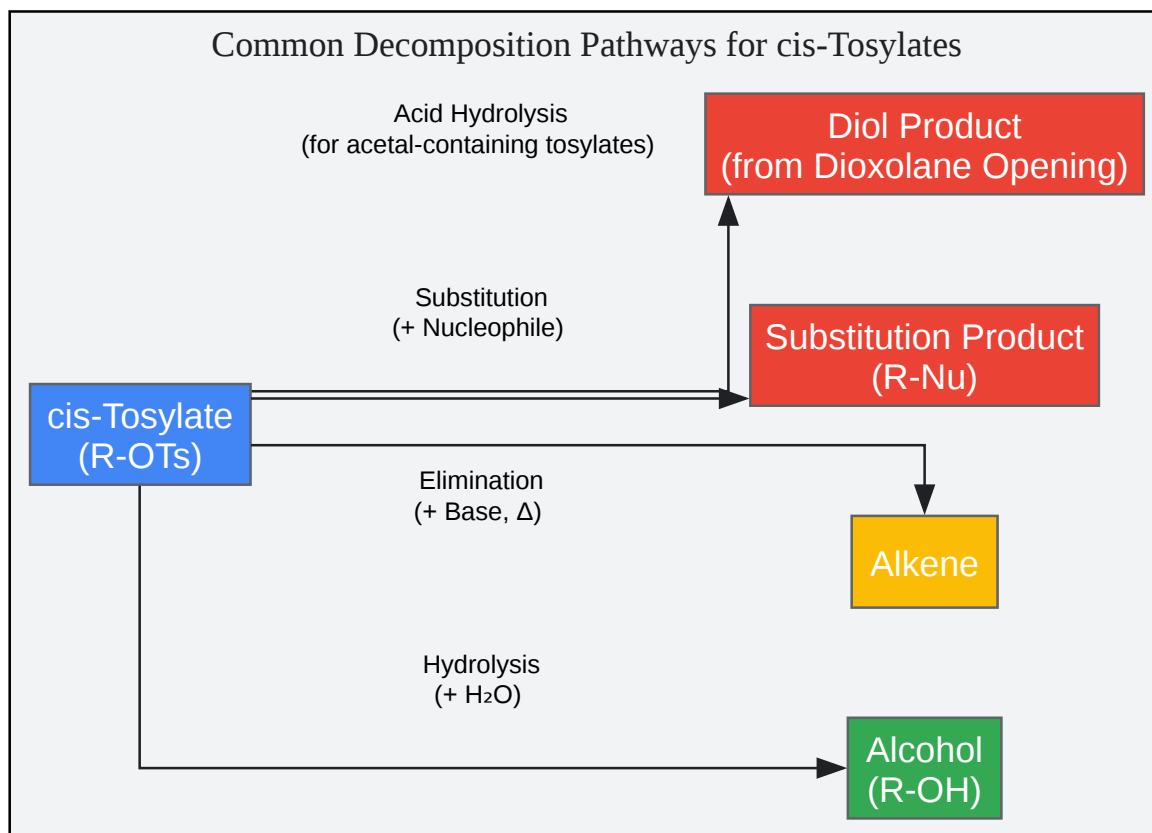 Common Decomposition Pathways for cis-Tosylates
Acid Hydrolysis
(for acetal-containing tosylates)
Diol Product
(from Dioxolane Opening)
Substitution
(+ Nucleophile)
Substitution Product
(R-Nu)
cis-Tosylate
(R-OTs)
Elimination
(+ Base, Δ)
Alkene
Hydrolysis
(+ H₂O)
Alcohol
(R-OH)